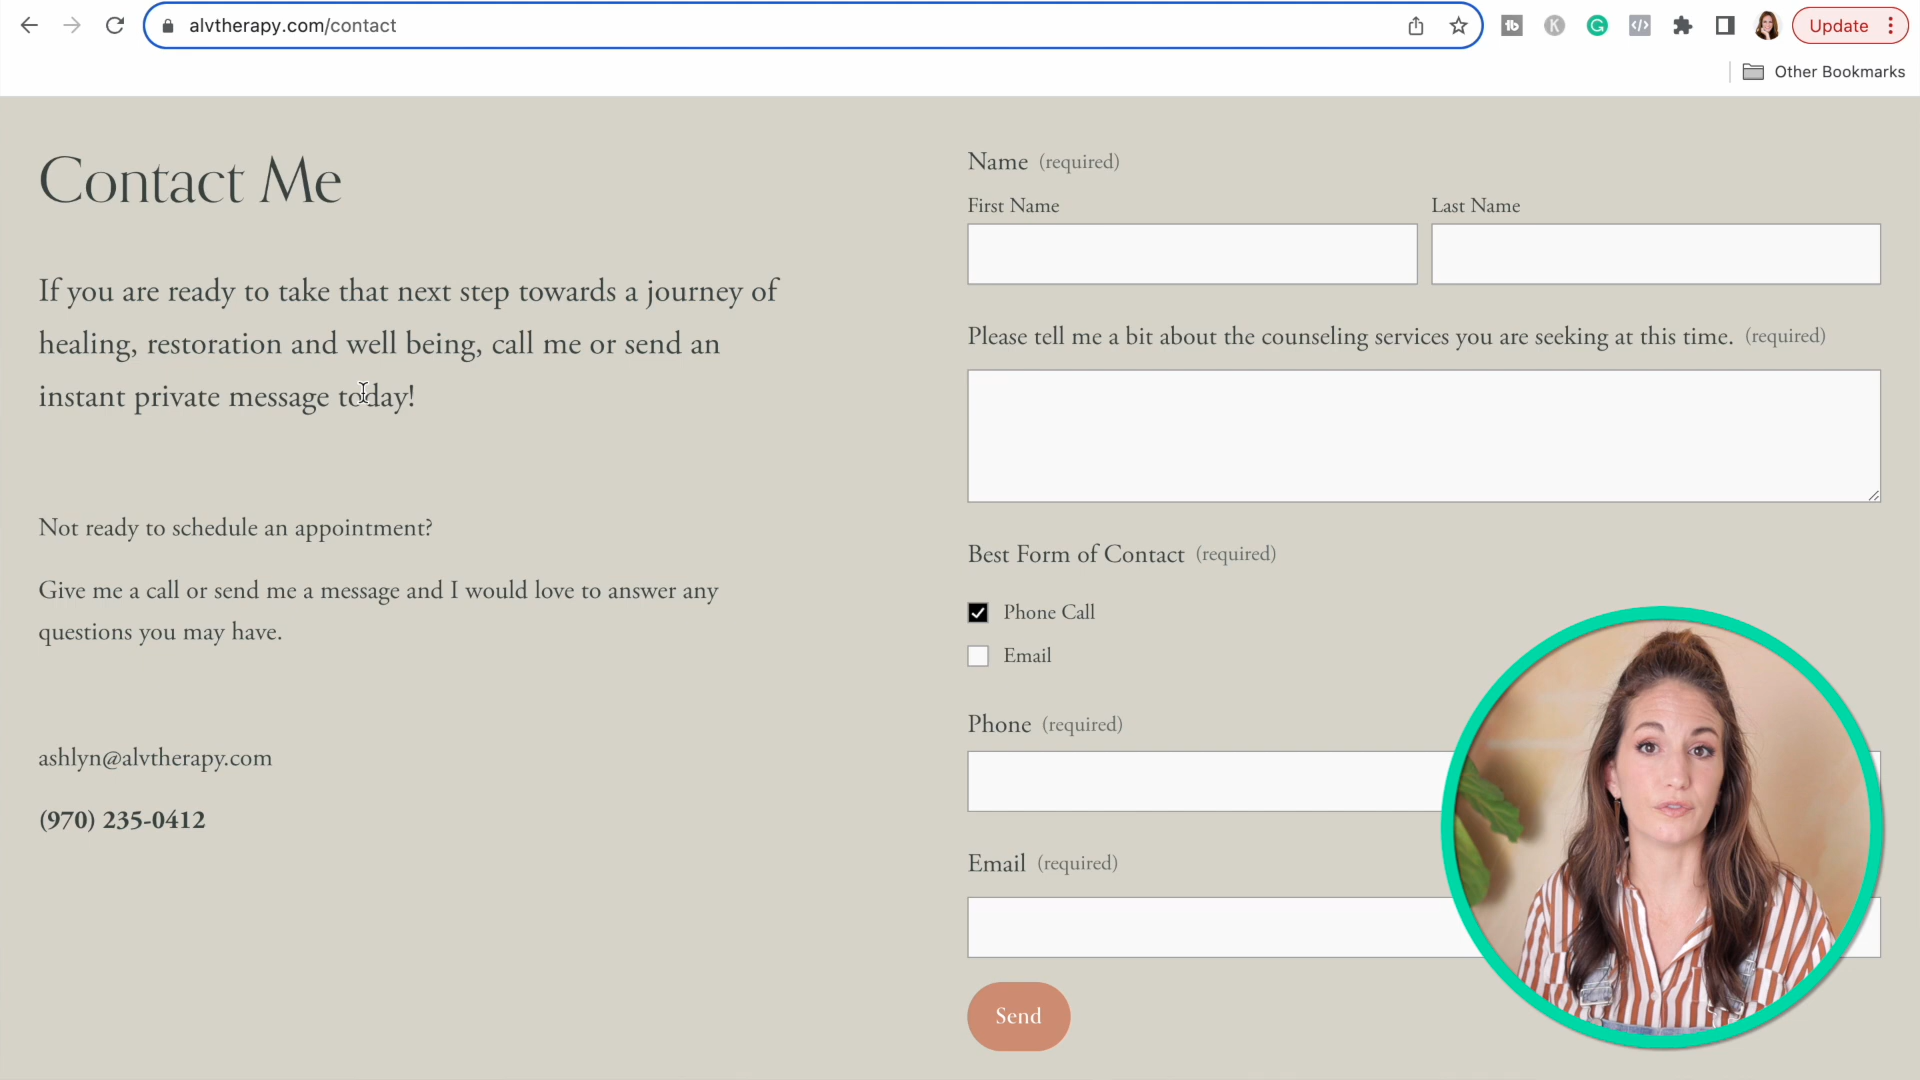 alvtherapy.com/contact
Update
Other Bookmarks
Contact Me
If you are ready to take that next step towards a journey of
healing, restoration and well being, call me or send an
instant private message today!
Not ready to schedule an appointment?
Give me a call or send me a message and I would love to answer any
questions you may have.
ashlyn@alvtherapy.com
(970) 235-0412
Name (required)
First Name
Last Name
Please tell me a bit about the counseling services you are seeking at this time. (required)
Best Form of Contact (required)
Phone Call
Email
Phone (required)
Email (required)
Send